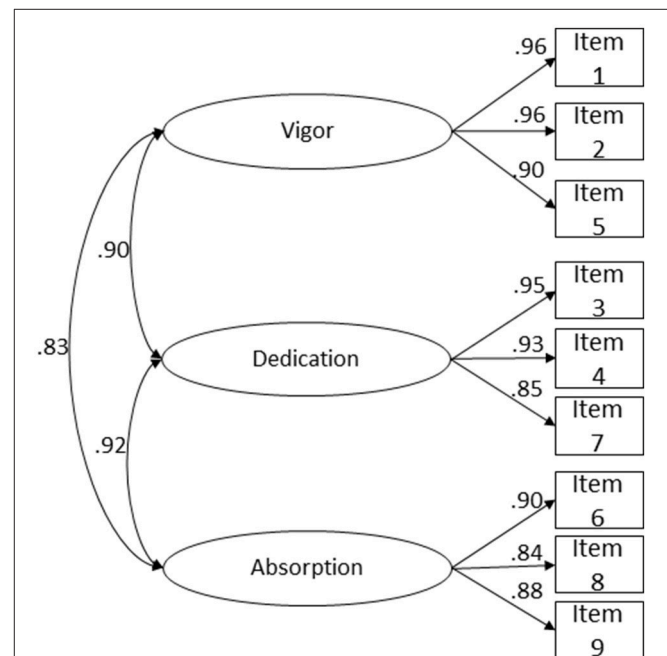 .96
Item
1
Vigor
.96
Item
2
.90
Item
5
.90
.83
.95
Item
3
Dedication
.93
Item
4
.85
Item
7
.92
.90
Item
6
Absorption
.84
Item
8
.88
Item
9